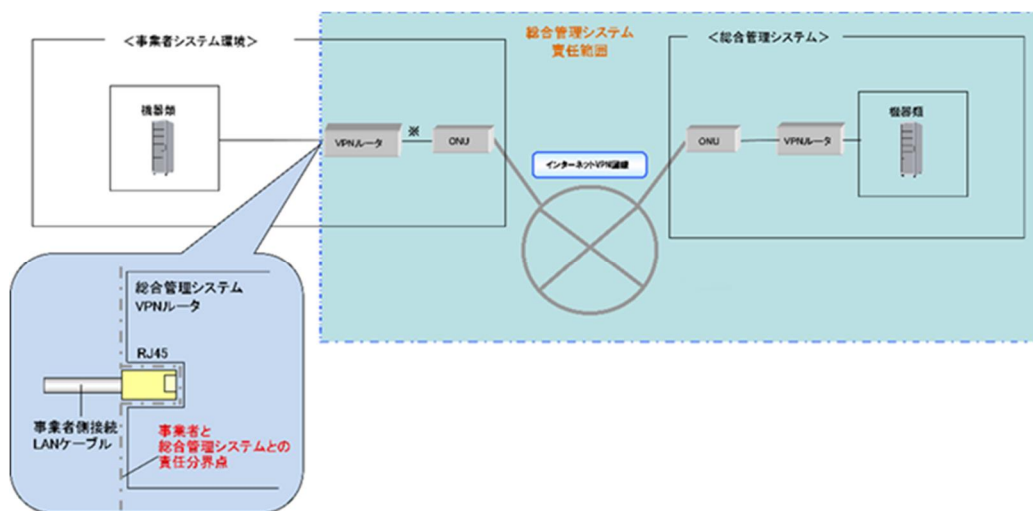 ＜事業者システム環境＞
機器類
VPNルータ
※
ONU
総合管理システム
責任範囲
インターネットVPN
＜総合管理システム＞
ONU
VPNルータ
機器類
総合管理システム
VPNルータ
RJ45
事業者側接続
LANケーブル
事業者と
総合管理システムとの
責任分界点